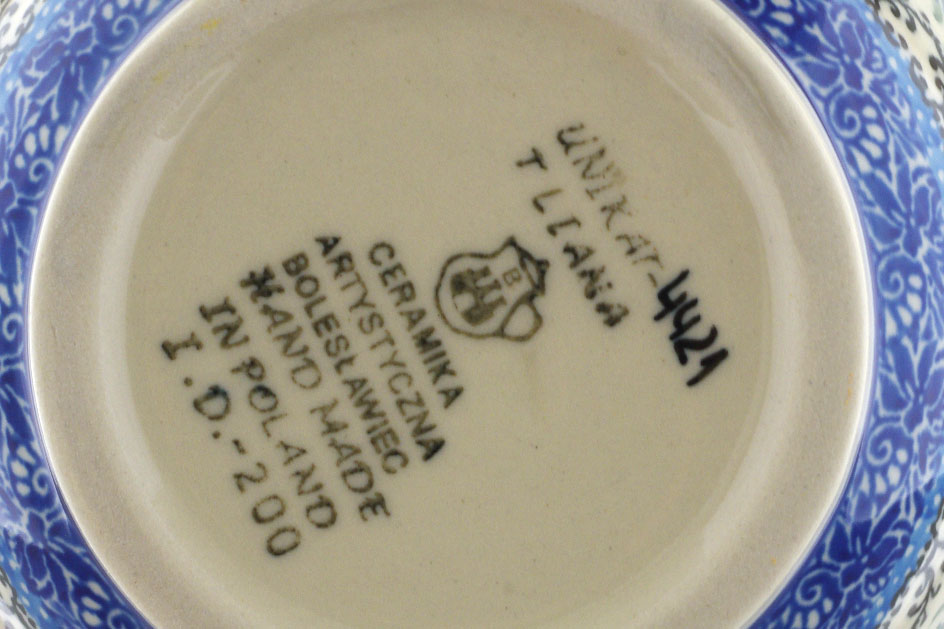 UNIKAT-4421
T LIANA
B
CERAMIKA
ARTYSTYCZNA
BOLESŁAWIEC
HAND MADE
IN POLAND
I.D.-200